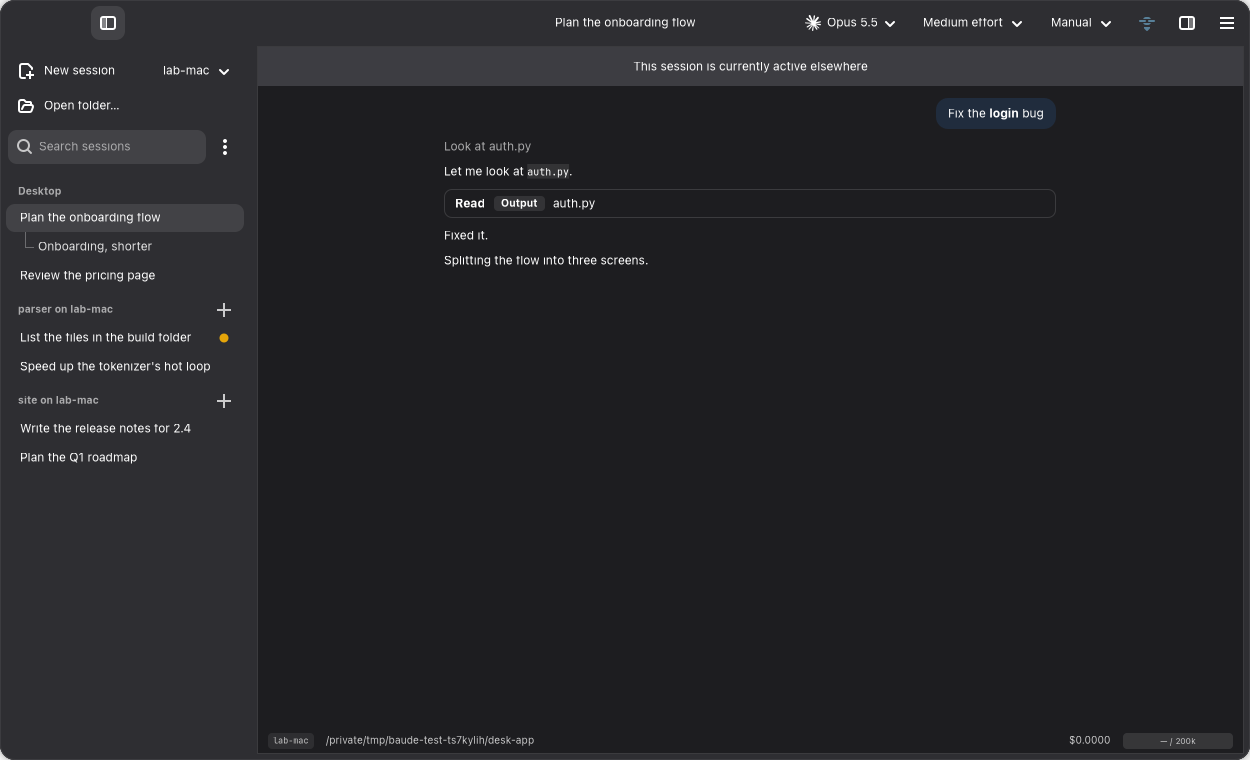 Plan the onboarding flow
Opus 5.5
Medium effort
Manual
New session
lab-mac
Open folder...
Search sessions
Desktop
Plan the onboarding flow
Onboarding, shorter
Review the pricing page
parser on lab-mac
List the files in the build folder
Speed up the tokenizer's hot loop
site on lab-mac
Write the release notes for 2.4
Plan the Q1 roadmap
This session is currently active elsewhere
Fix the login bug
Look at auth.py
Let me look at auth.py.
Read Output auth.py
Fixed it.
Splitting the flow into three screens.
lab-mac /private/tmp/baude-test-ts7kylih/desk-app
$0.0000
— / 200k